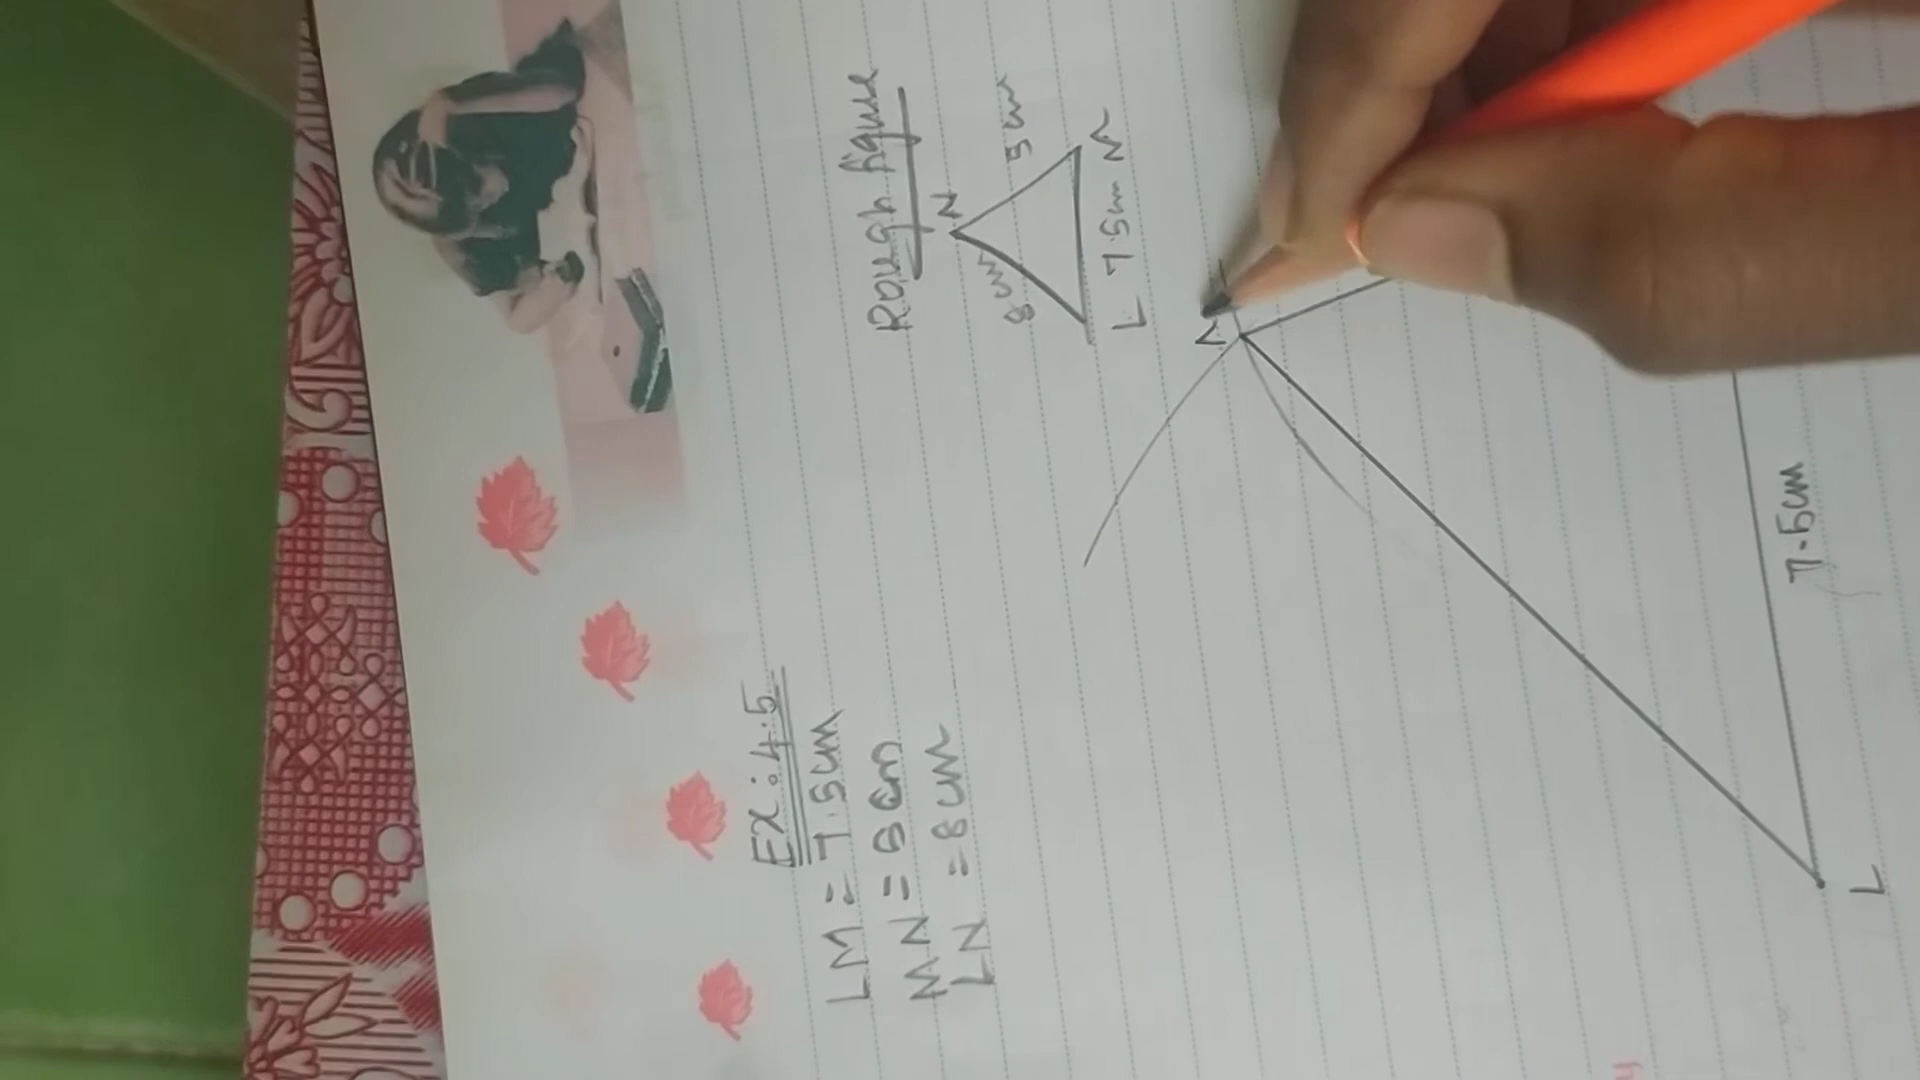 Ex: 4.5
LM = 7.5cm
MN = 5cm
LN = 8cm
Rough figure
N
8cm
5cm
L 7.5cm M
N
7.5cm
L